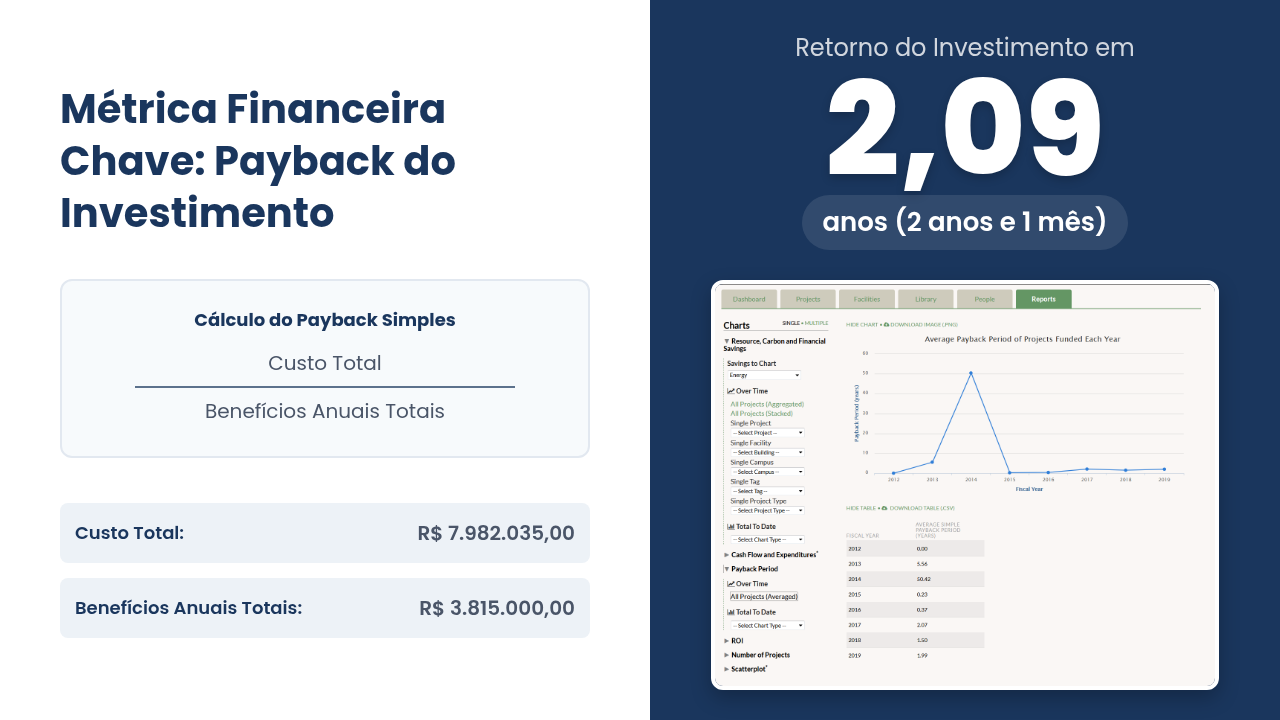 Métrica Financeira
Chave: Payback do
Investimento
Cálculo do Payback Simples
Custo Total
Benefícios Anuais Totais
Custo Total: R$ 7.982.035,00
Benefícios Anuais Totais: R$ 3.815.000,00
Retorno do Investimento em
2,09
anos (2 anos e 1 mês)
Dashboard Projects Facilities Library People Reports
Charts SINGLE • MULTIPLE
▼ Resource, Carbon and Financial
Savings
Savings to Chart
Energy
Over Time
All Projects (Aggregated)
All Projects (Stacked)
Single Project
-- Select Project --
Single Facility
-- Select Building --
Single Campus
-- Select Campus --
Single Tag
-- Select Tag --
Single Project Type
-- Select Project Type --
Total To Date
-- Select Chart Type --
► Cash Flow and Expenditures*
▼ Payback Period
Over Time
All Projects (Averaged)
Total To Date
-- Select Chart Type --
► ROI
► Number of Projects
► Scatterplot*
HIDE CHART • DOWNLOAD IMAGE (.PNG)
Average Payback Period of Projects Funded Each Year
Payback Period (years)
60
50
40
30
20
10
0
2012 2013 2014 2015 2016 2017 2018 2019
Fiscal Year
HIDE TABLE • DOWNLOAD TABLE (.CSV)
FISCAL YEAR AVERAGE SIMPLE
PAYBACK PERIOD
(YEARS)
2012 0.00
2013 5.56
2014 50.42
2015 0.23
2016 0.37
2017 2.07
2018 1.50
2019 1.99